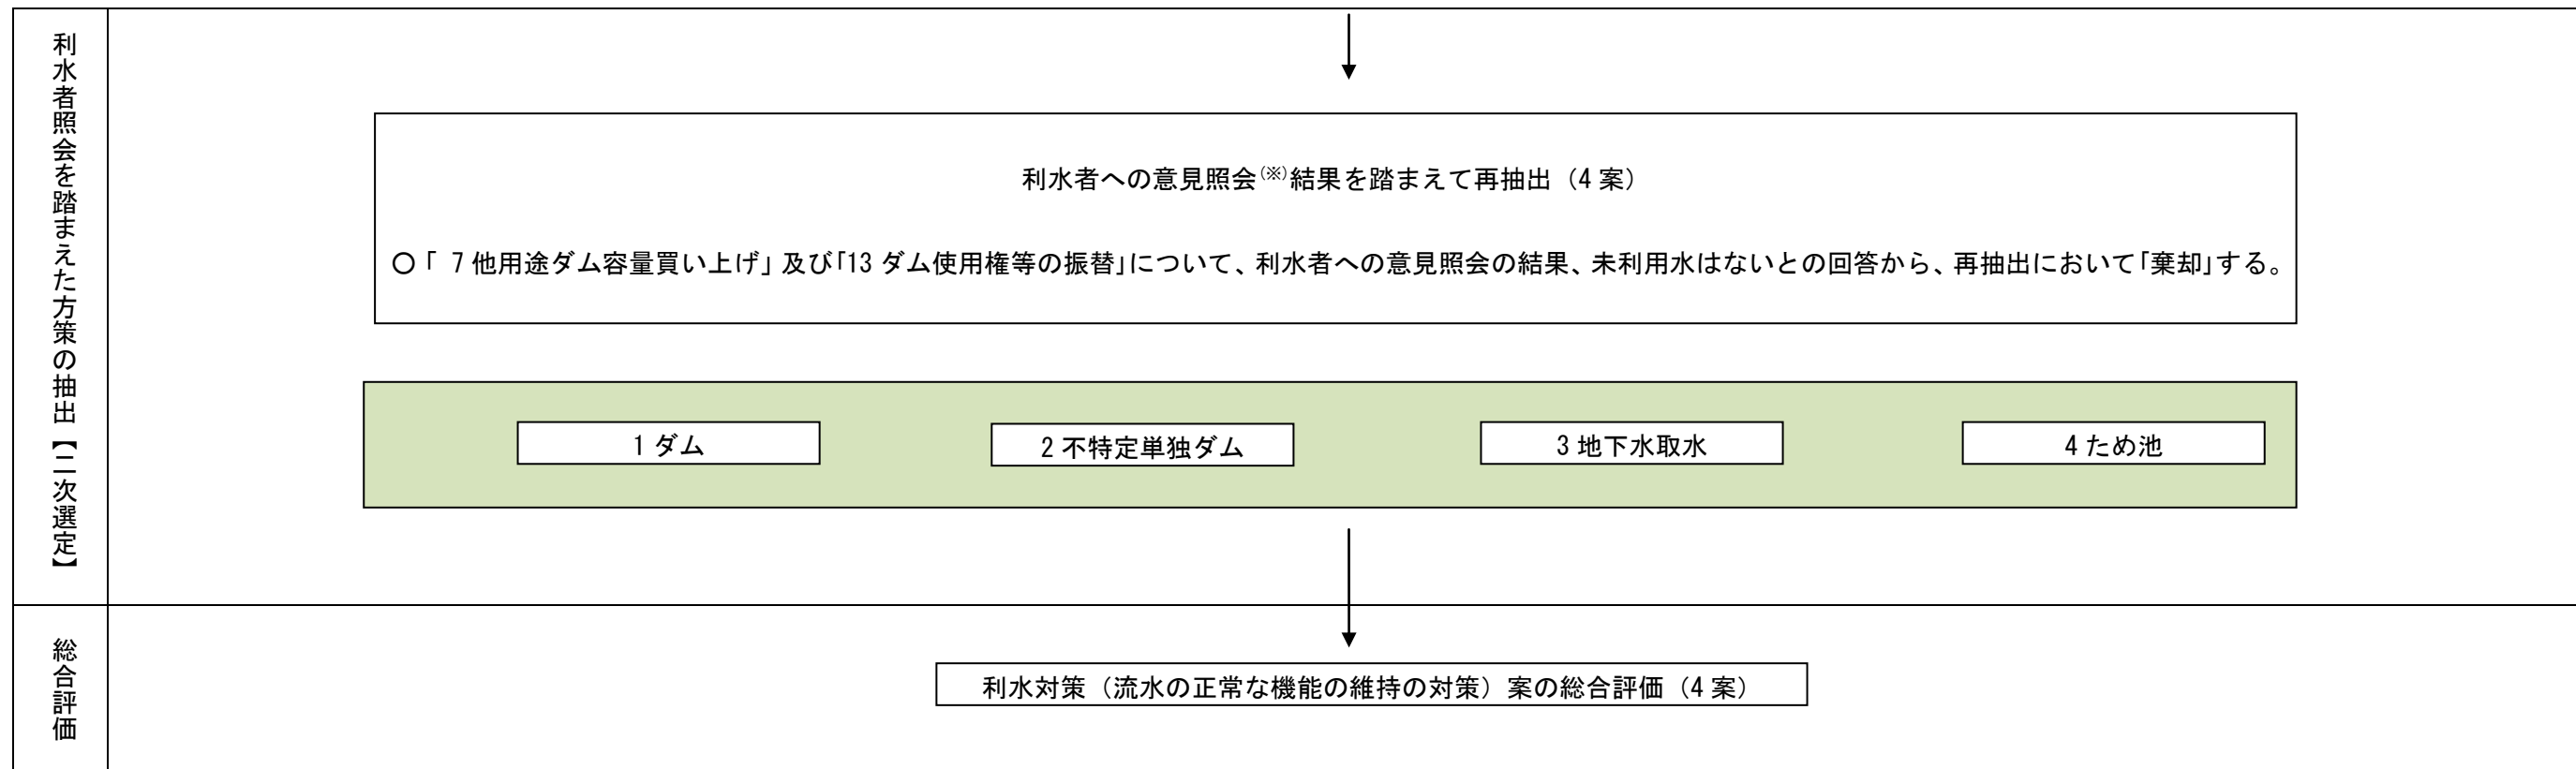 利水者照会を踏まえた方策の抽出【二次選定】
利水者への意見照会(※)結果を踏まえて再抽出（4 案）
〇「 7 他用途ダム容量買い上げ」及び「13 ダム使用権等の振替」について、利水者への意見照会の結果、未利用水はないとの回答から、再抽出において「棄却」する。
1 ダム
2 不特定単独ダム
3 地下水取水
4 ため池
総合評価
利水対策（流水の正常な機能の維持の対策）案の総合評価（4 案）